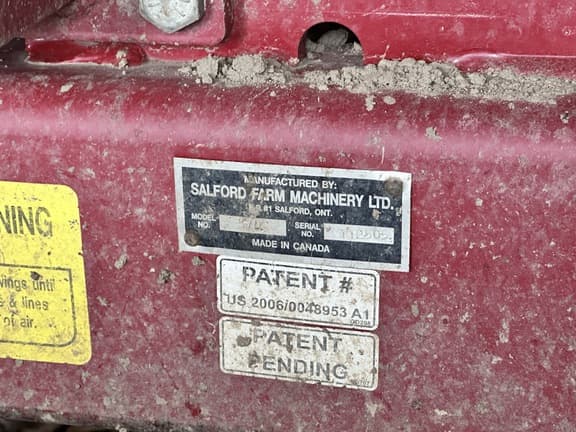 NING
wings until
& lines
of air.
MANUFACTURED BY:
SALFORD FARM MACHINERY LTD.
SALFORD, ONT.
MODEL NO.
SERIAL NO.
MADE IN CANADA
PATENT #
US 2006/0048953 A1
PATENT
PENDING